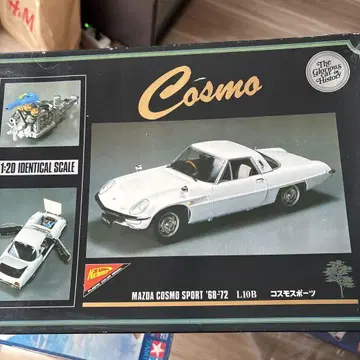 H&M
Cosmo
The
Glorious
Car
History
1:20 IDENTICAL SCALE
Nichimo
MAZDA COSMO SPORT '68-'72 L10B コスモスポーツ